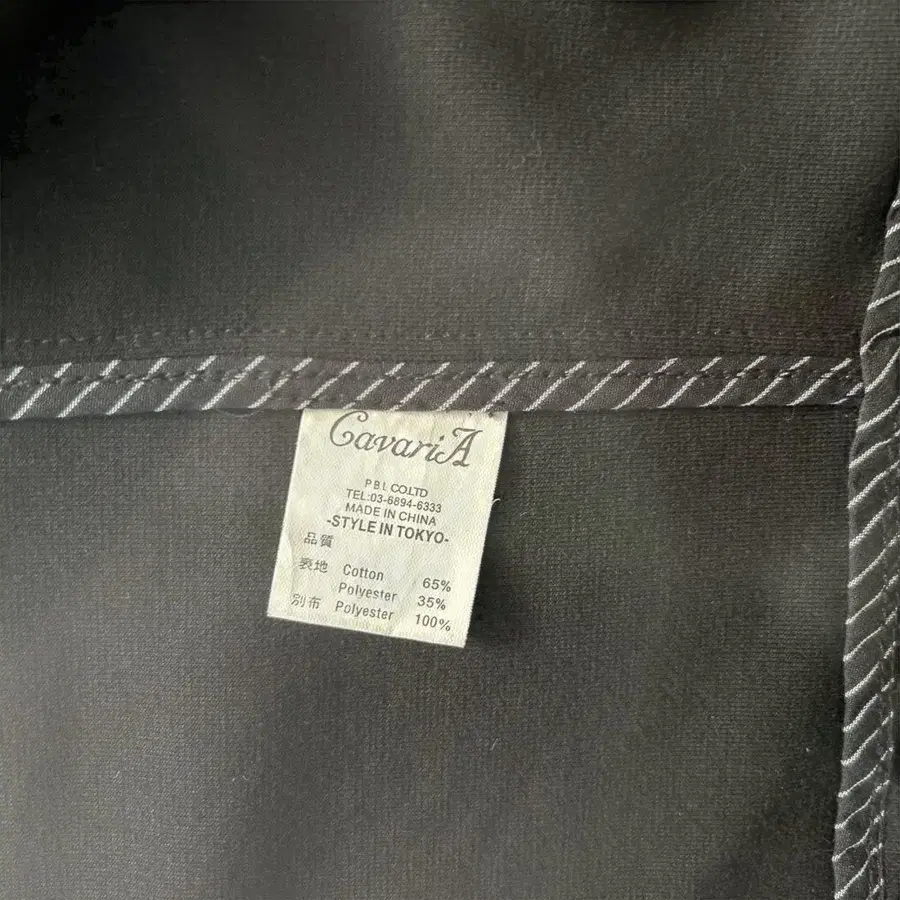 CavariA
PBL CO.LTD
TEL:03-6894-6333
MADE IN CHINA
-STYLE IN TOKYO-
品質
表地 Cotton 65%
Polyester 35%
別布 Polyester 100%